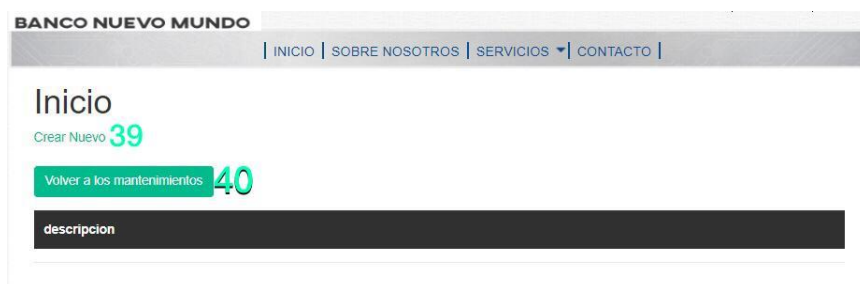 BANCO NUEVO MUNDO
| INICIO | SOBRE NOSOTROS | SERVICIOS | CONTACTO |
Inicio
Crear Nuevo 39
Volver a los mantenimientos 40
descripcion